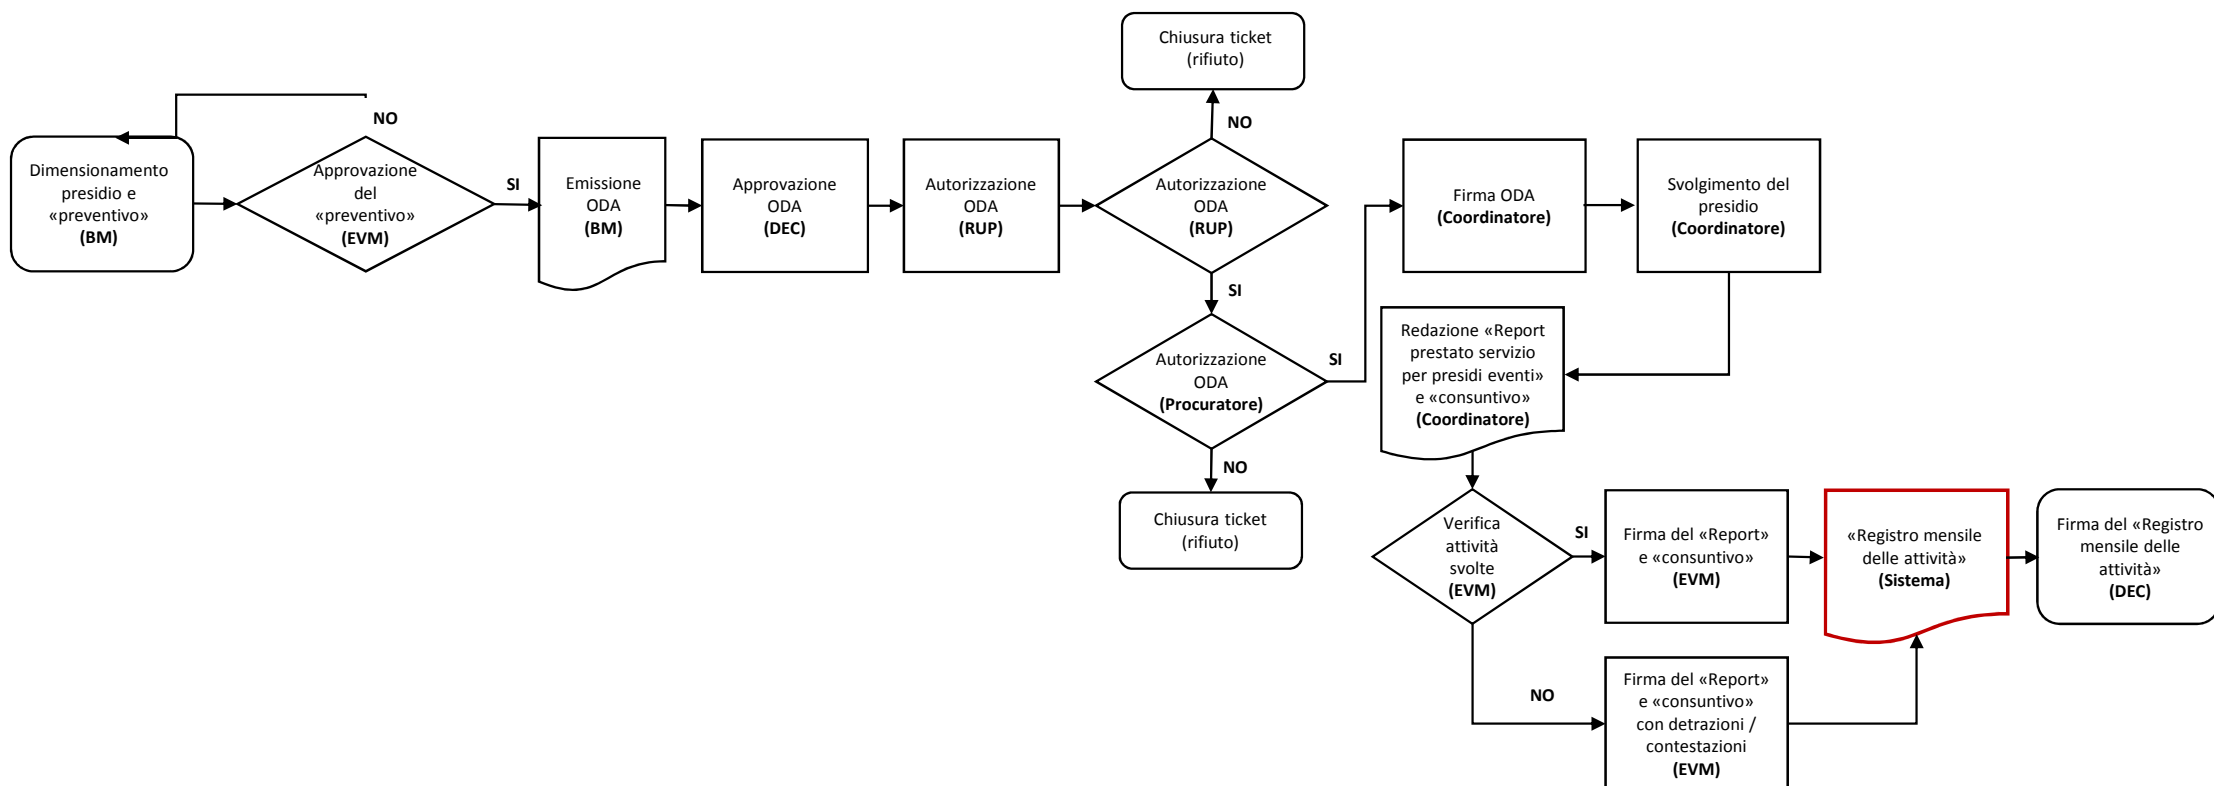 Chiusura ticket
(rifiuto)
NO
NO
Dimensionamento
presidio e
«preventivo»
(BM)
Approvazione
del
«preventivo»
(EVM)
SI
Emissione
ODA
(BM)
Approvazione
ODA
(DEC)
Autorizzazione
ODA
(RUP)
Autorizzazione
ODA
(RUP)
Firma ODA
(Coordinatore)
Svolgimento del
presidio
(Coordinatore)
SI
Autorizzazione
ODA
(Procuratore)
SI
Redazione «Report
prestato servizio
per presidi eventi»
e «consuntivo»
(Coordinatore)
NO
Chiusura ticket
(rifiuto)
Verifica
attività
svolte
(EVM)
SI
Firma del «Report»
e «consuntivo»
(EVM)
«Registro mensile
delle attività»
(Sistema)
Firma del «Registro
mensile delle
attività»
(DEC)
NO
Firma del «Report»
e «consuntivo»
con detrazioni /
contestazioni
(EVM)